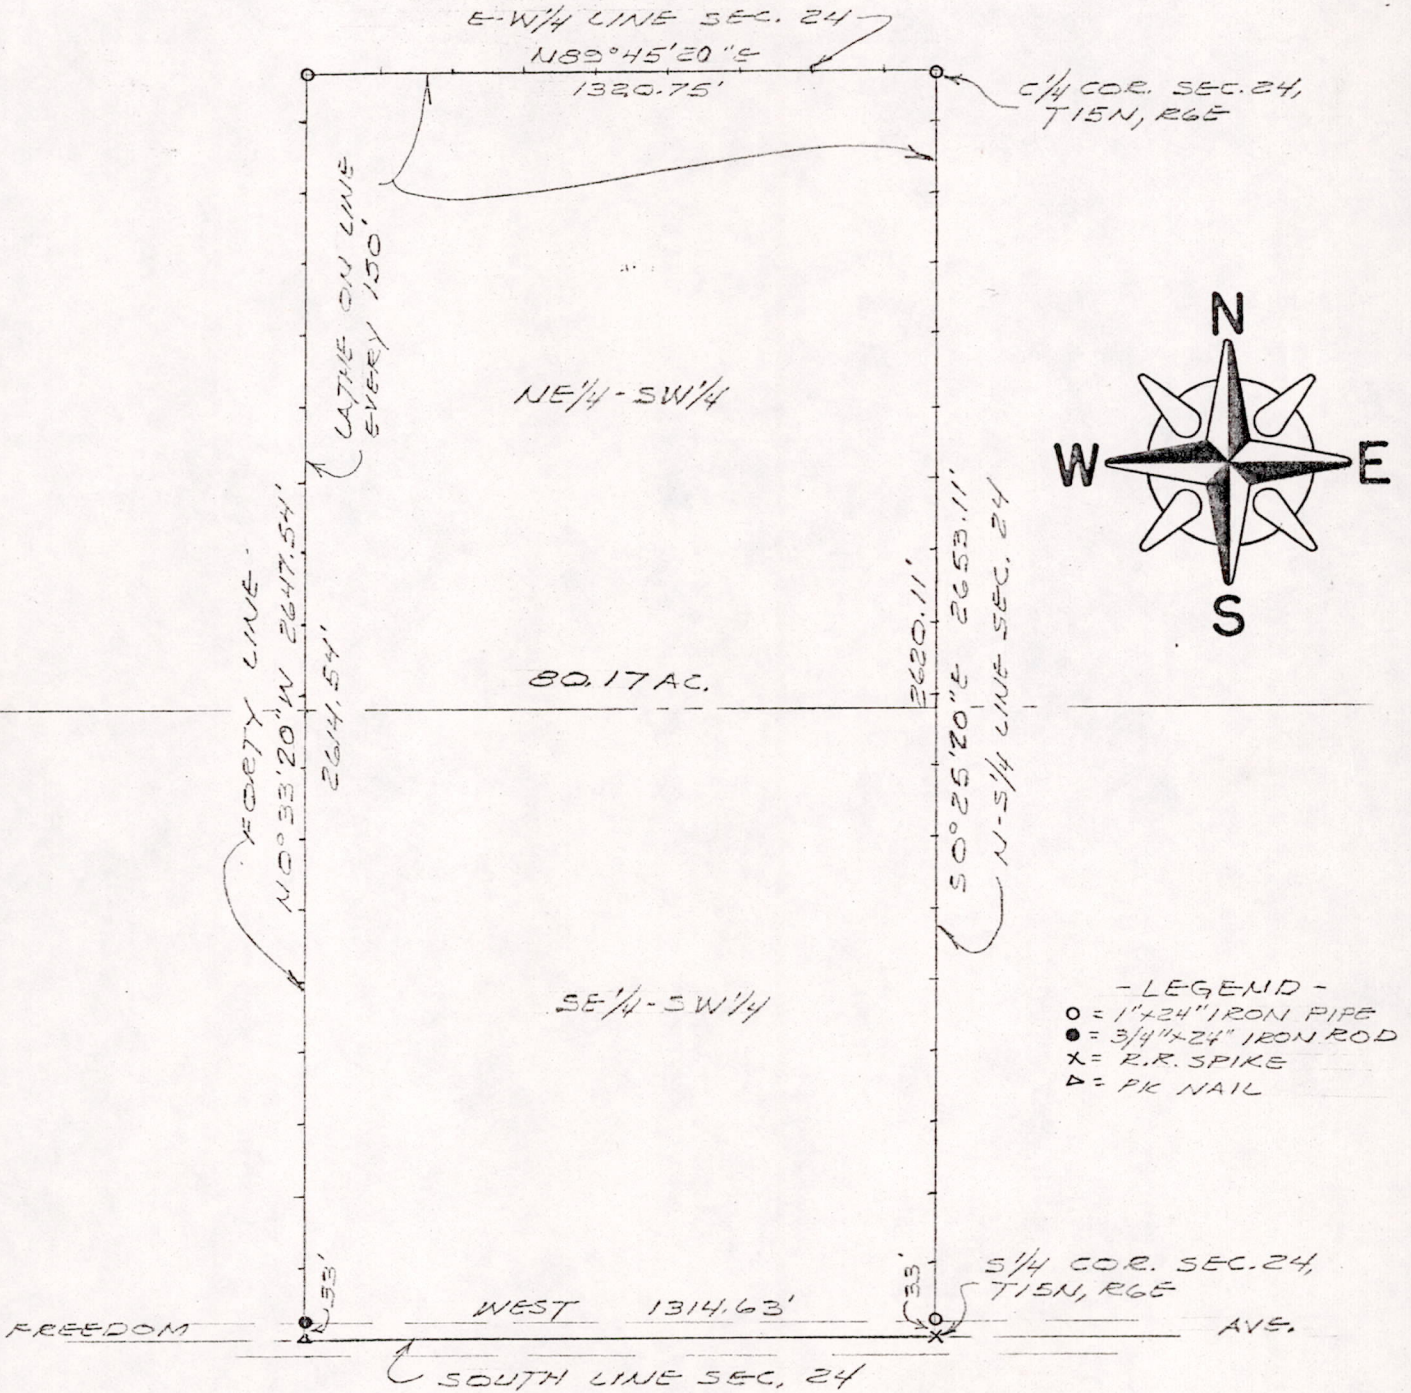 E-W 1/4 LINE SEC. 24
N89°45'20"E
1320.75'
C 1/4 COR. SEC. 24,
T15N, R6E
LATHE ON LINE
EVERY 150'
N
W
E
S
NE 1/4 - SW 1/4
FORTY LINE
N0°33'20"W 2647.54'
2614.54'
80.17 AC.
2620.11'
S0°25'20"E 2653.11'
N-S 1/4 LINE SEC. 24
SE 1/4 - SW 1/4
- LEGEND -
O = 1"x24" IRON PIPE
● = 3/4"x24" IRON ROD
X = R.R. SPIKE
△ = PK NAIL
33'
33'
S 1/4 COR. SEC. 24,
T15N, R6E
WEST 1314.63'
FREEDOM AVE.
SOUTH LINE SEC. 24